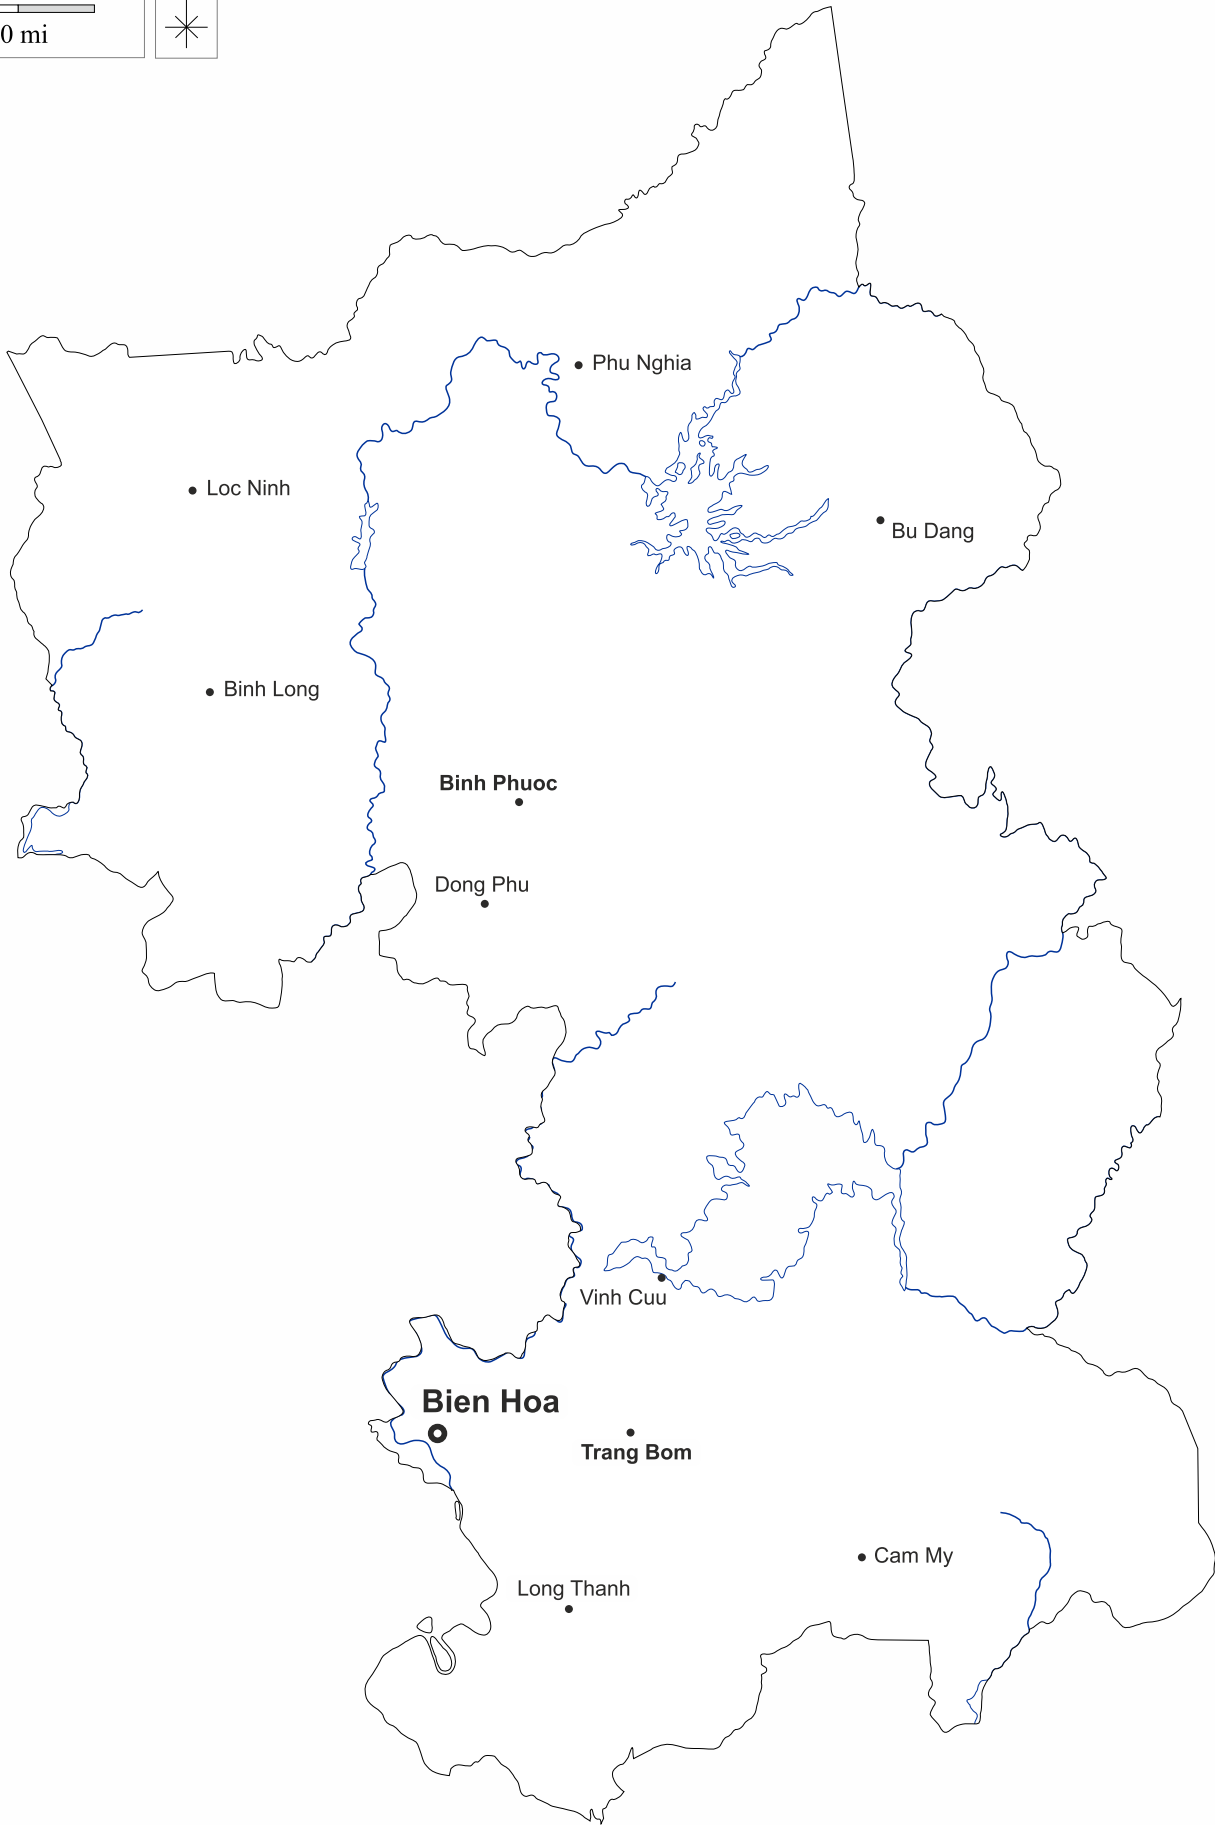 0 mi
Phu Nghia
Loc Ninh
Bu Dang
Binh Long
Binh Phuoc
Dong Phu
Vinh Cuu
Bien Hoa
Trang Bom
Cam My
Long Thanh